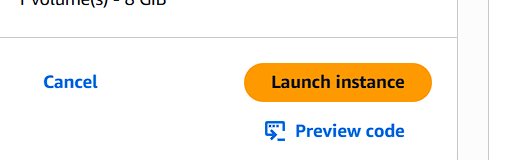 1 volume(s) - 8 GiB
Cancel
Launch instance
Preview code